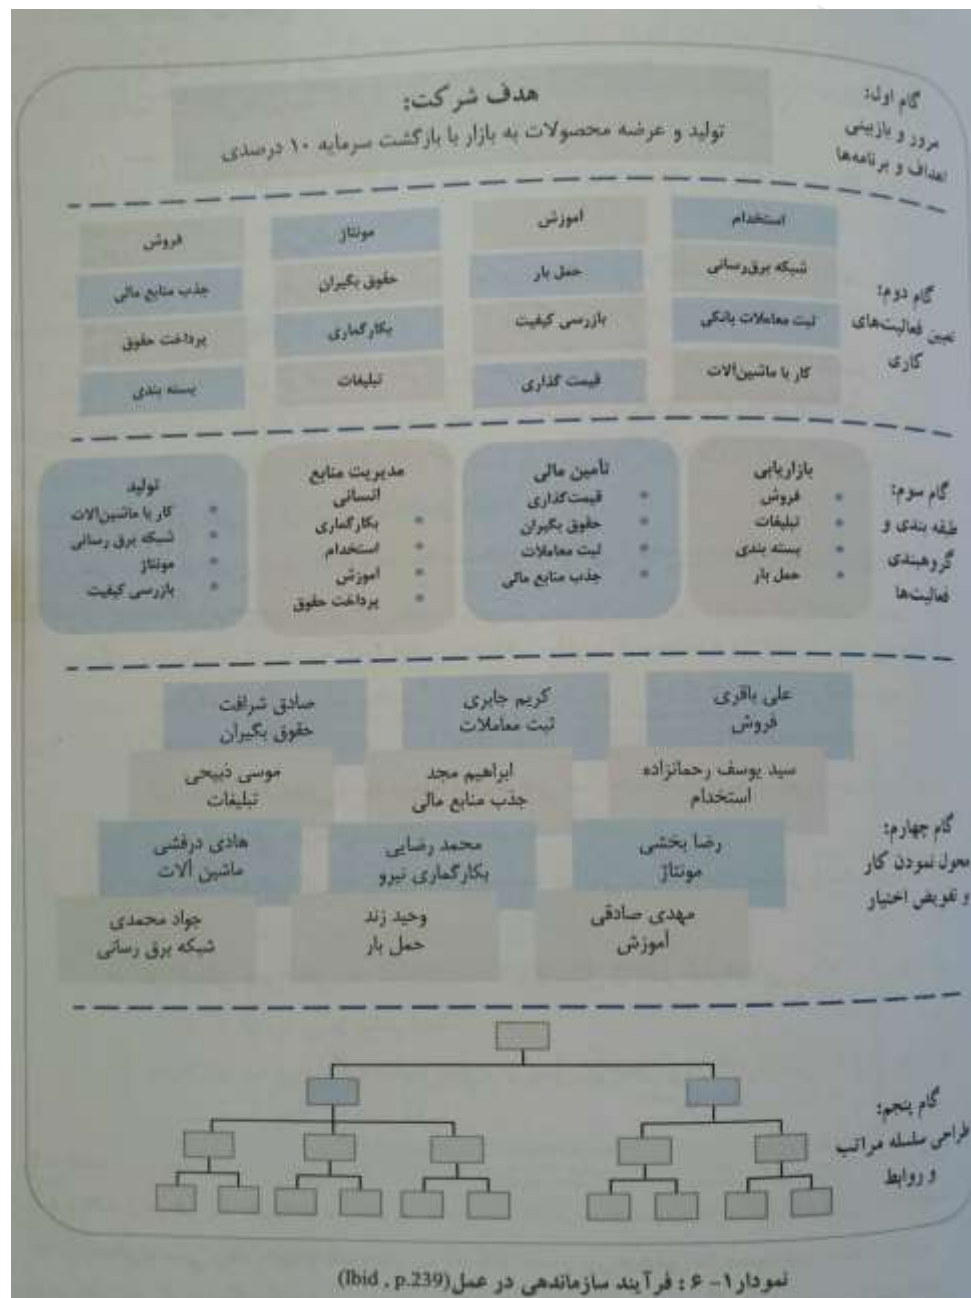 گام اول:
مرور و بازبینی
اهداف و برنامه‌ها
هدف شرکت:
تولید و عرضه محصولات به بازار با بازگشت سرمایه ۱۰ درصدی
گام دوم:
تعیین فعالیت‌های
کاری
استخدام
آموزش
مونتاژ
فروش
شبکه برق‌رسانی
حمل بار
حقوق بگیران
جذب منابع مالی
ثبت معاملات بانکی
بازرسی کیفیت
بکارگماری
پرداخت حقوق
کار با ماشین‌آلات
قیمت گذاری
تبلیغات
بسته بندی
گام سوم:
طبقه بندی و
گروهبندی
فعالیت‌ها
بازاریابی
فروش
تبلیغات
بسته بندی
حمل بار
تأمین مالی
قیمت‌گذاری
حقوق بگیران
ثبت معاملات
جذب منابع مالی
مدیریت منابع
انسانی
بکارگماری
استخدام
آموزش
پرداخت حقوق
تولید
کار با ماشین‌آلات
شبکه برق رسانی
مونتاژ
بازرسی کیفیت
گام چهارم:
محول نمودن کار
و تفویض اختیار
علی باقری
فروش
کریم جابری
ثبت معاملات
صادق شرافت
حقوق بگیران
سید یوسف رحمانزاده
استخدام
ابراهیم مجد
جذب منابع مالی
موسی ذبیحی
تبلیغات
رضا بخشی
مونتاژ
محمد رضایی
بکارگماری نیرو
هادی درفشی
ماشین آلات
مهدی صادقی
آموزش
وحید زند
حمل بار
جواد محمدی
شبکه برق رسانی
گام پنجم:
طراحی سلسله مراتب
و روابط
نمودار ۱-۶ : فرآیند سازماندهی در عمل (Ibid , p.239)